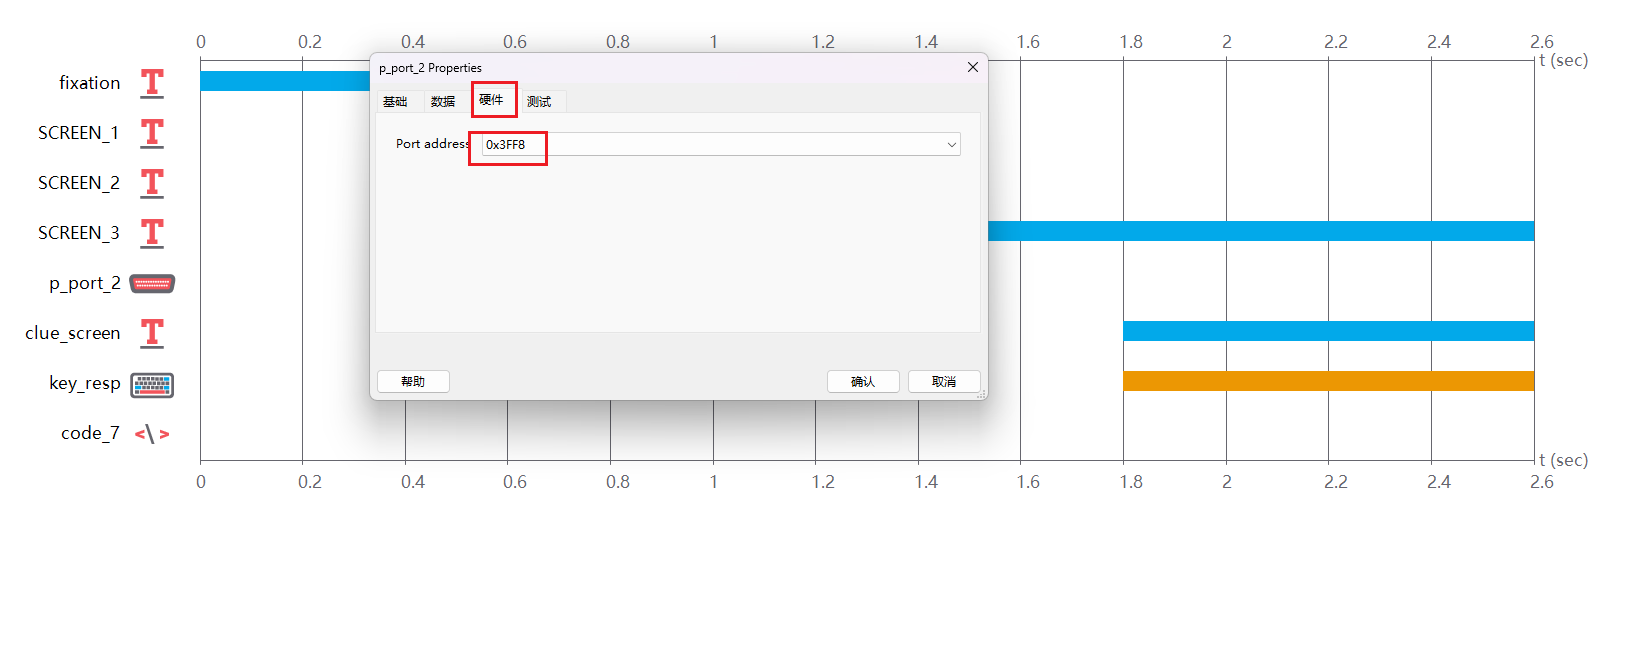 0 0.2 0.4 0.6 0.8 1 1.2 1.4 1.6 1.8 2 2.2 2.4 2.6
t (sec)
fixation
SCREEN_1
SCREEN_2
SCREEN_3
p_port_2
clue_screen
key_resp
code_7
p_port_2 Properties
基础 数据 硬件 测试
Port address 0x3FF8
帮助 确认 取消
t (sec)
0 0.2 0.4 0.6 0.8 1 1.2 1.4 1.6 1.8 2 2.2 2.4 2.6